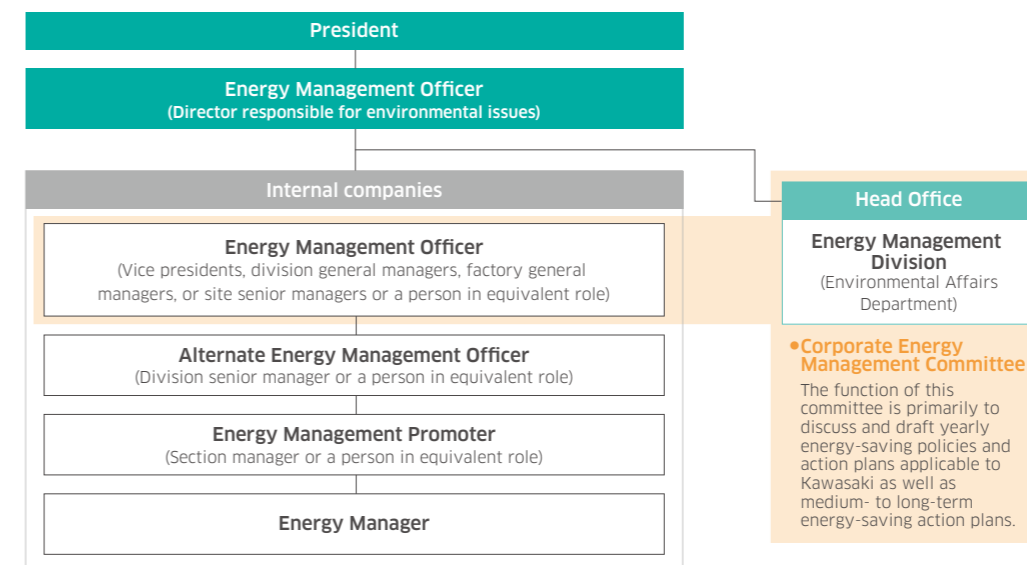 President
Energy Management Officer
(Director responsible for environmental issues)
Internal companies
Energy Management Officer
(Vice presidents, division general managers, factory general
managers, or site senior managers or a person in equivalent role)
Alternate Energy Management Officer
(Division senior manager or a person in equivalent role)
Energy Management Promoter
(Section manager or a person in equivalent role)
Energy Manager
Head Office
Energy Management
Division
(Environmental Affairs
Department)
●Corporate Energy
Management Committee
The function of this
committee is primarily to
discuss and draft yearly
energy-saving policies and
action plans applicable to
Kawasaki as well as
medium- to long-term
energy-saving action plans.